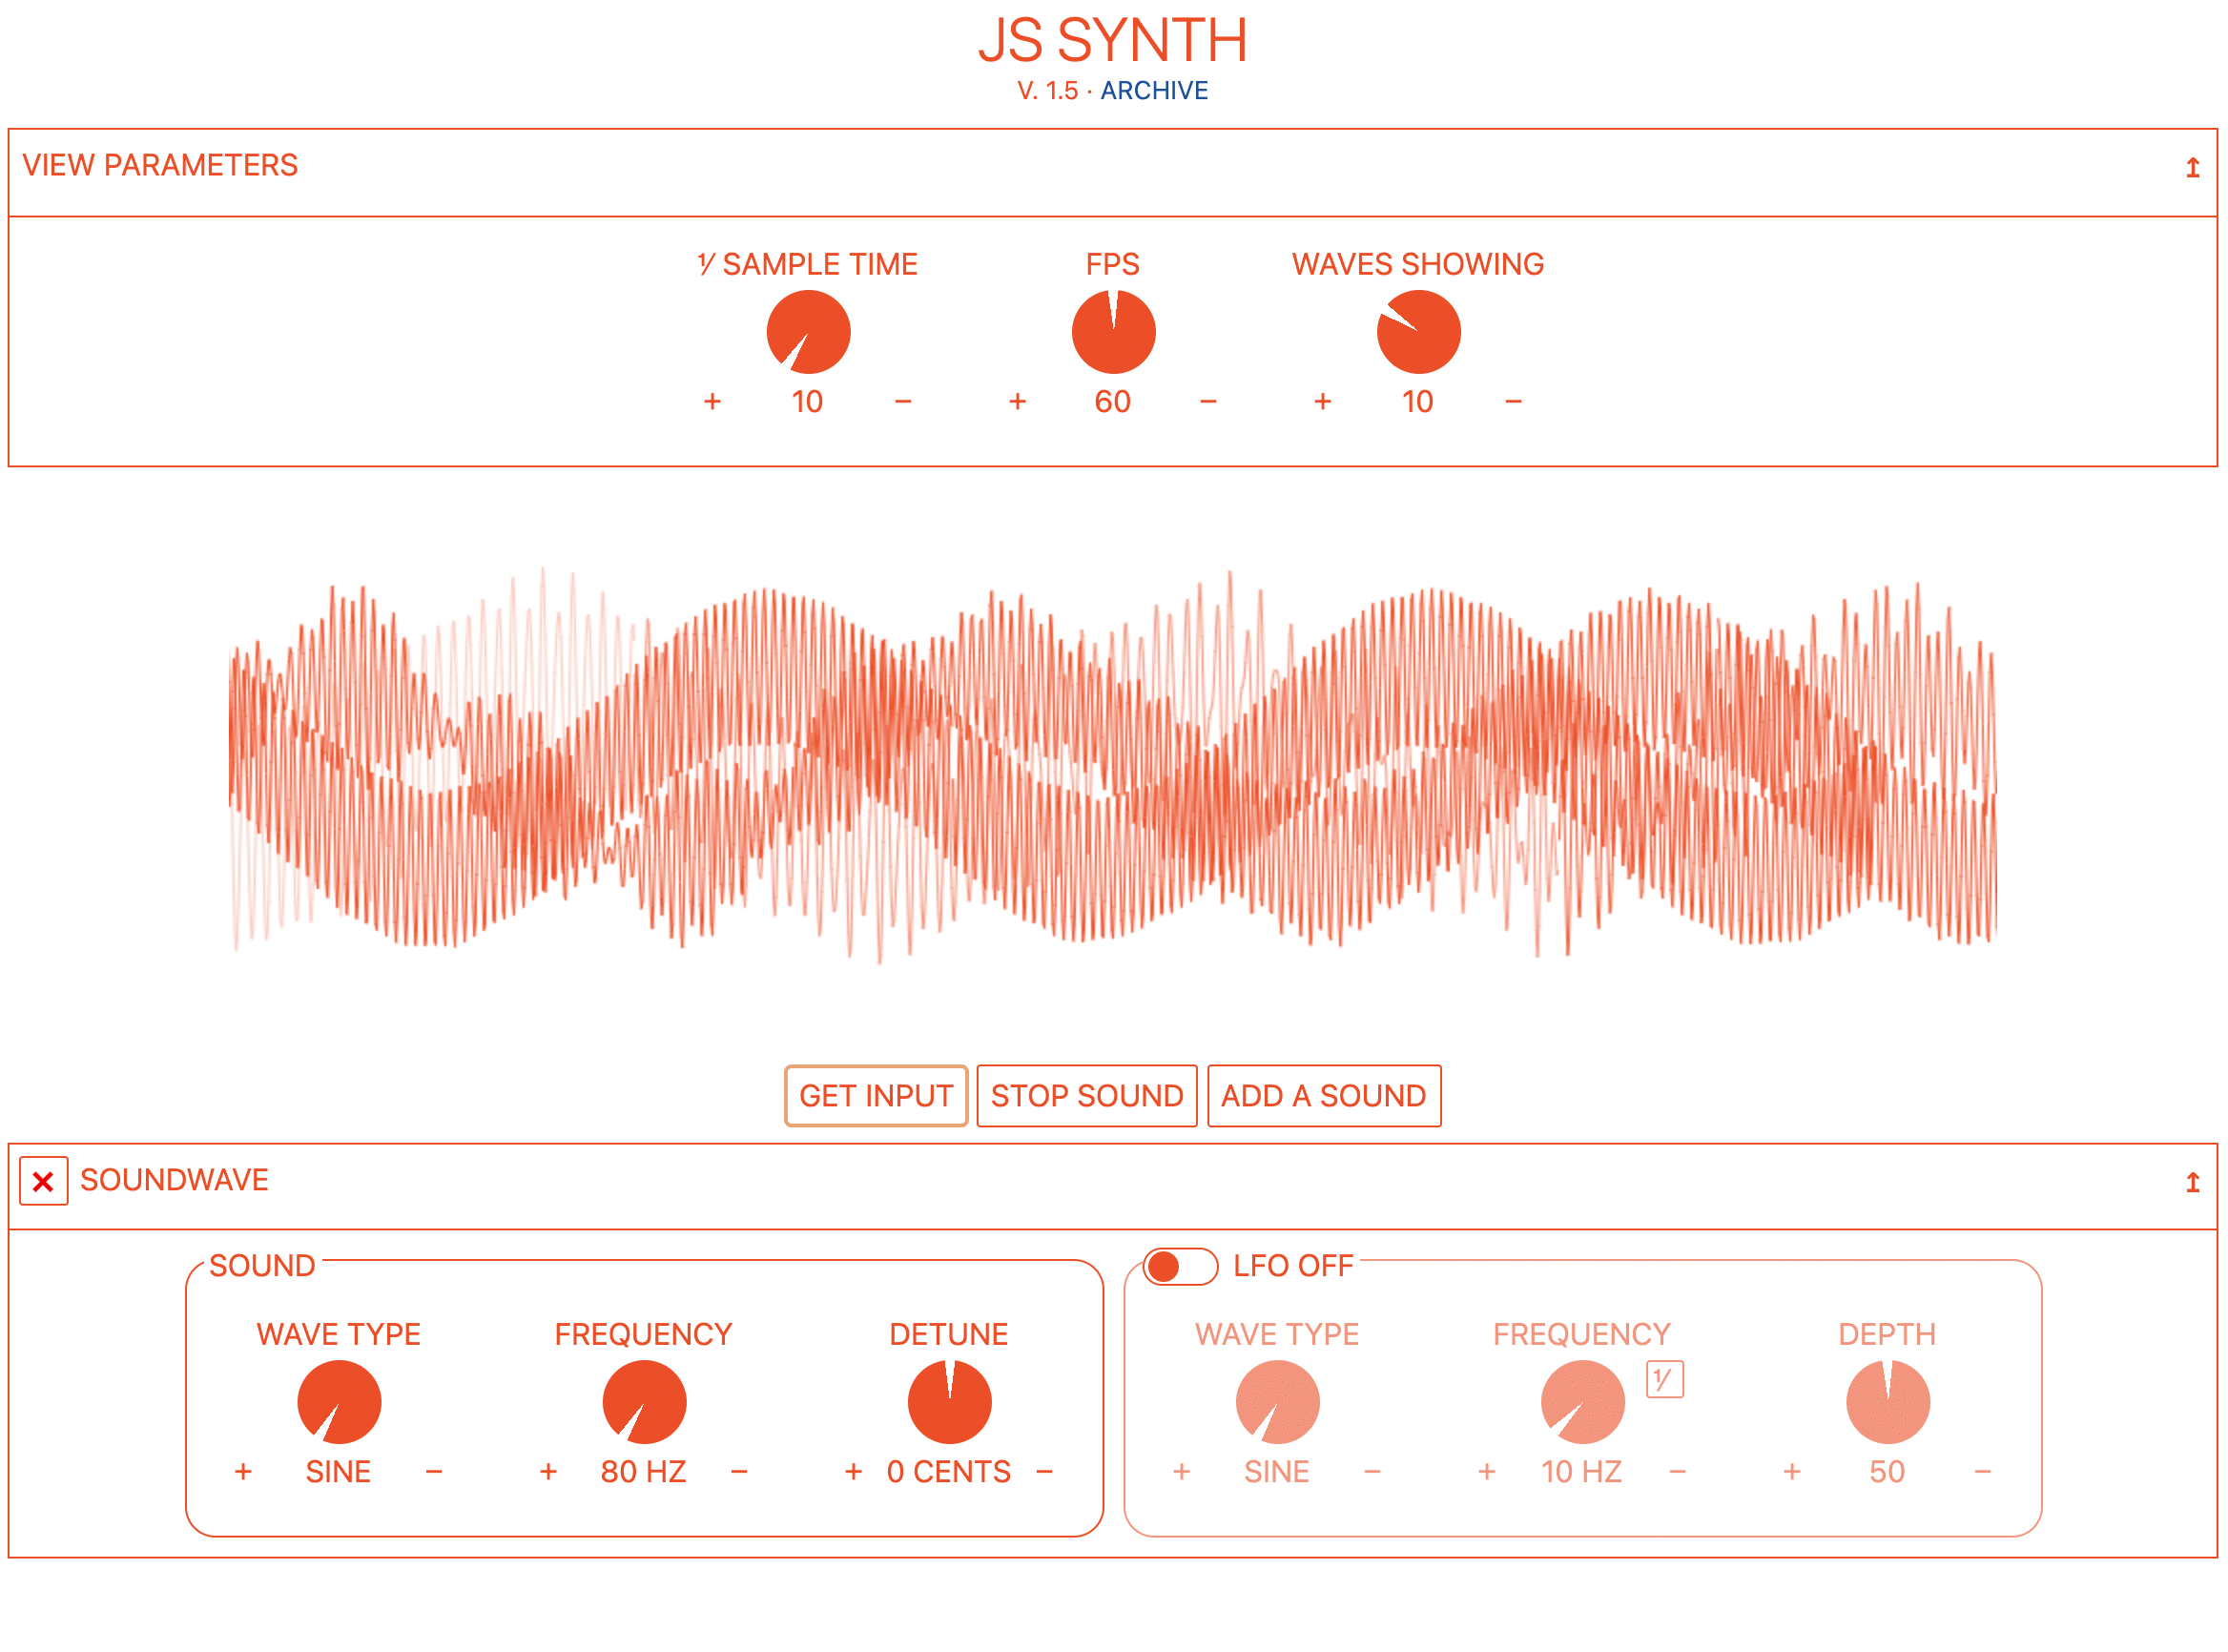 JS SYNTH
V. 1.5 · ARCHIVE
VIEW PARAMETERS ↥
⅟ SAMPLE TIME FPS WAVES SHOWING
+ 10 − + 60 − + 10 −
GET INPUT STOP SOUND ADD A SOUND
× SOUNDWAVE ↥
SOUND LFO OFF
WAVE TYPE FREQUENCY DETUNE WAVE TYPE FREQUENCY DEPTH
⅟
+ SINE − + 80 HZ − + 0 CENTS − + SINE − + 10 HZ − + 50 −